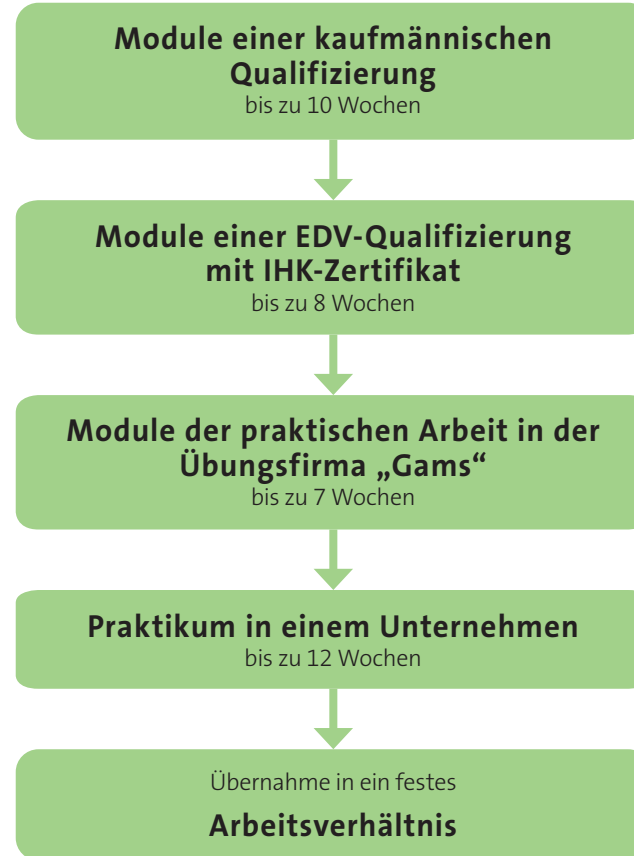 Module einer kaufmännischen
Qualifizierung
bis zu 10 Wochen
Module einer EDV-Qualifizierung
mit IHK-Zertifikat
bis zu 8 Wochen
Module der praktischen Arbeit in der
Übungsfirma „Gams“
bis zu 7 Wochen
Praktikum in einem Unternehmen
bis zu 12 Wochen
Übernahme in ein festes
Arbeitsverhältnis